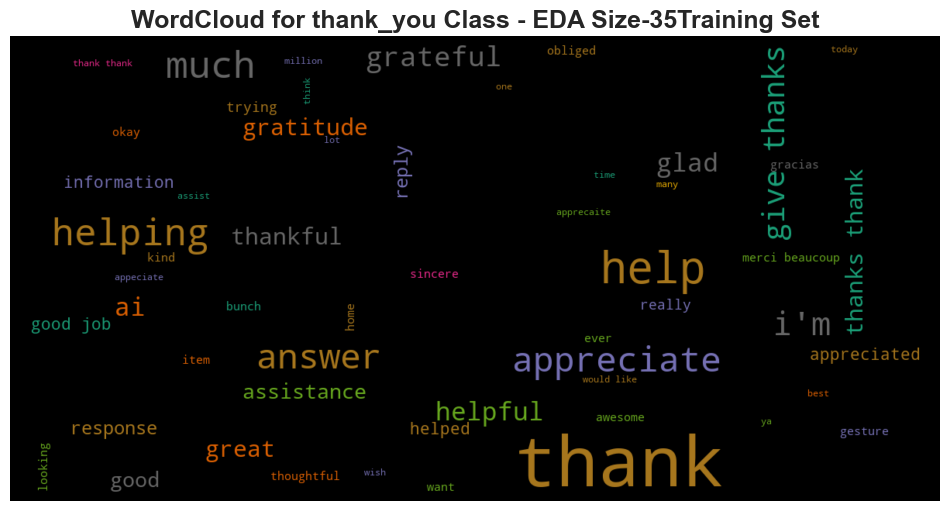 WordCloud for thank_you Class - EDA Size-35Training Set
thank thank
much
million
grateful
obliged
today
think
one
trying
okay
gratitude
lot
give thanks
reply
glad
gracias
information
assist
time
many
thanks thank
apprecaite
helping
thankful
kind
appeciate
sincere
help
merci beaucoup
ai
good job
bunch
home
really
i'm
answer
item
ever
appreciate
appreciated
would like
assistance
best
helpful
awesome
ya
response
helped
gesture
great
thank
looking
good
thoughtful
wish
want